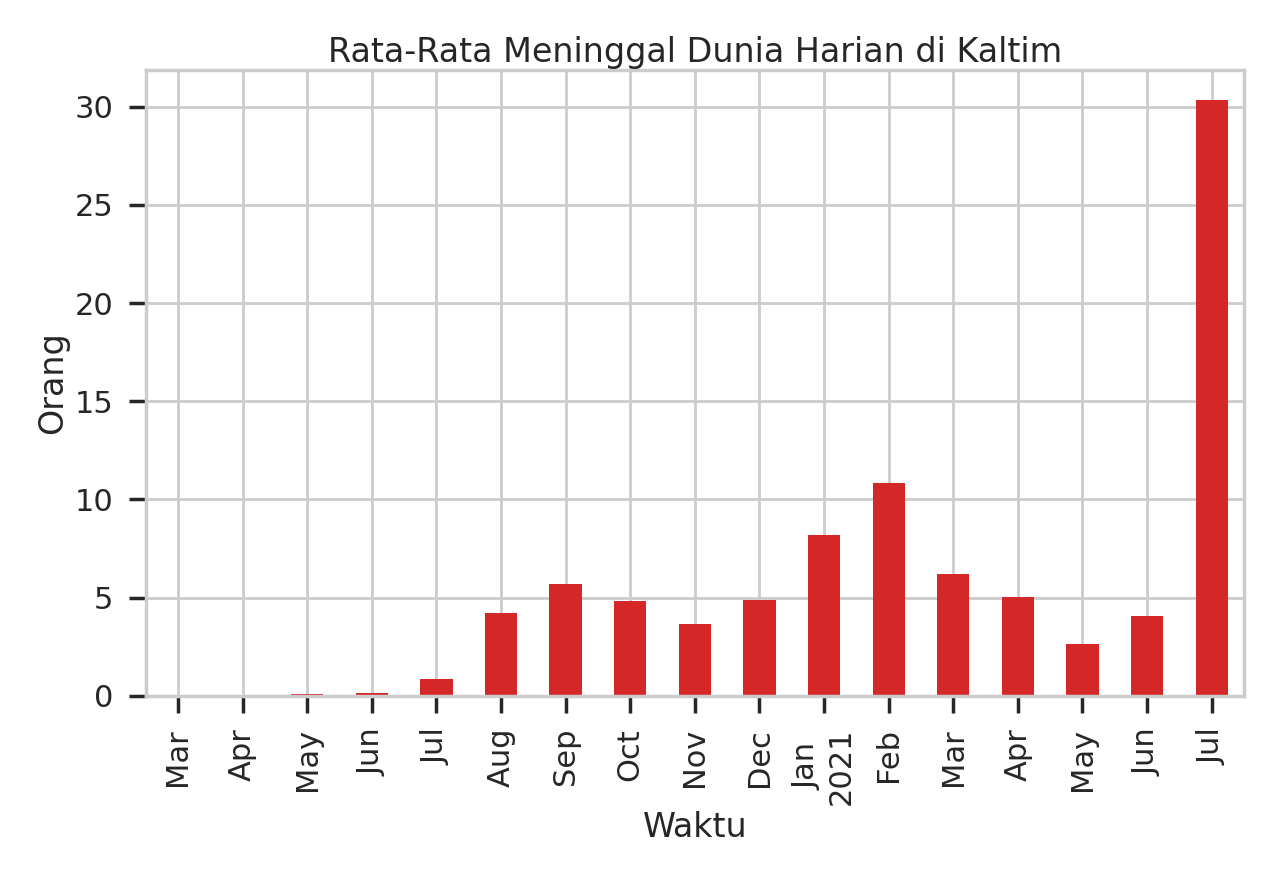 Rata-Rata Meninggal Dunia Harian di Kaltim
30
25
20
15
10
5
0
Orang
Mar
Apr
May
Jun
Jul
Aug
Sep
Oct
Nov
Dec
Jan
2021
Feb
Mar
Apr
May
Jun
Jul
Waktu